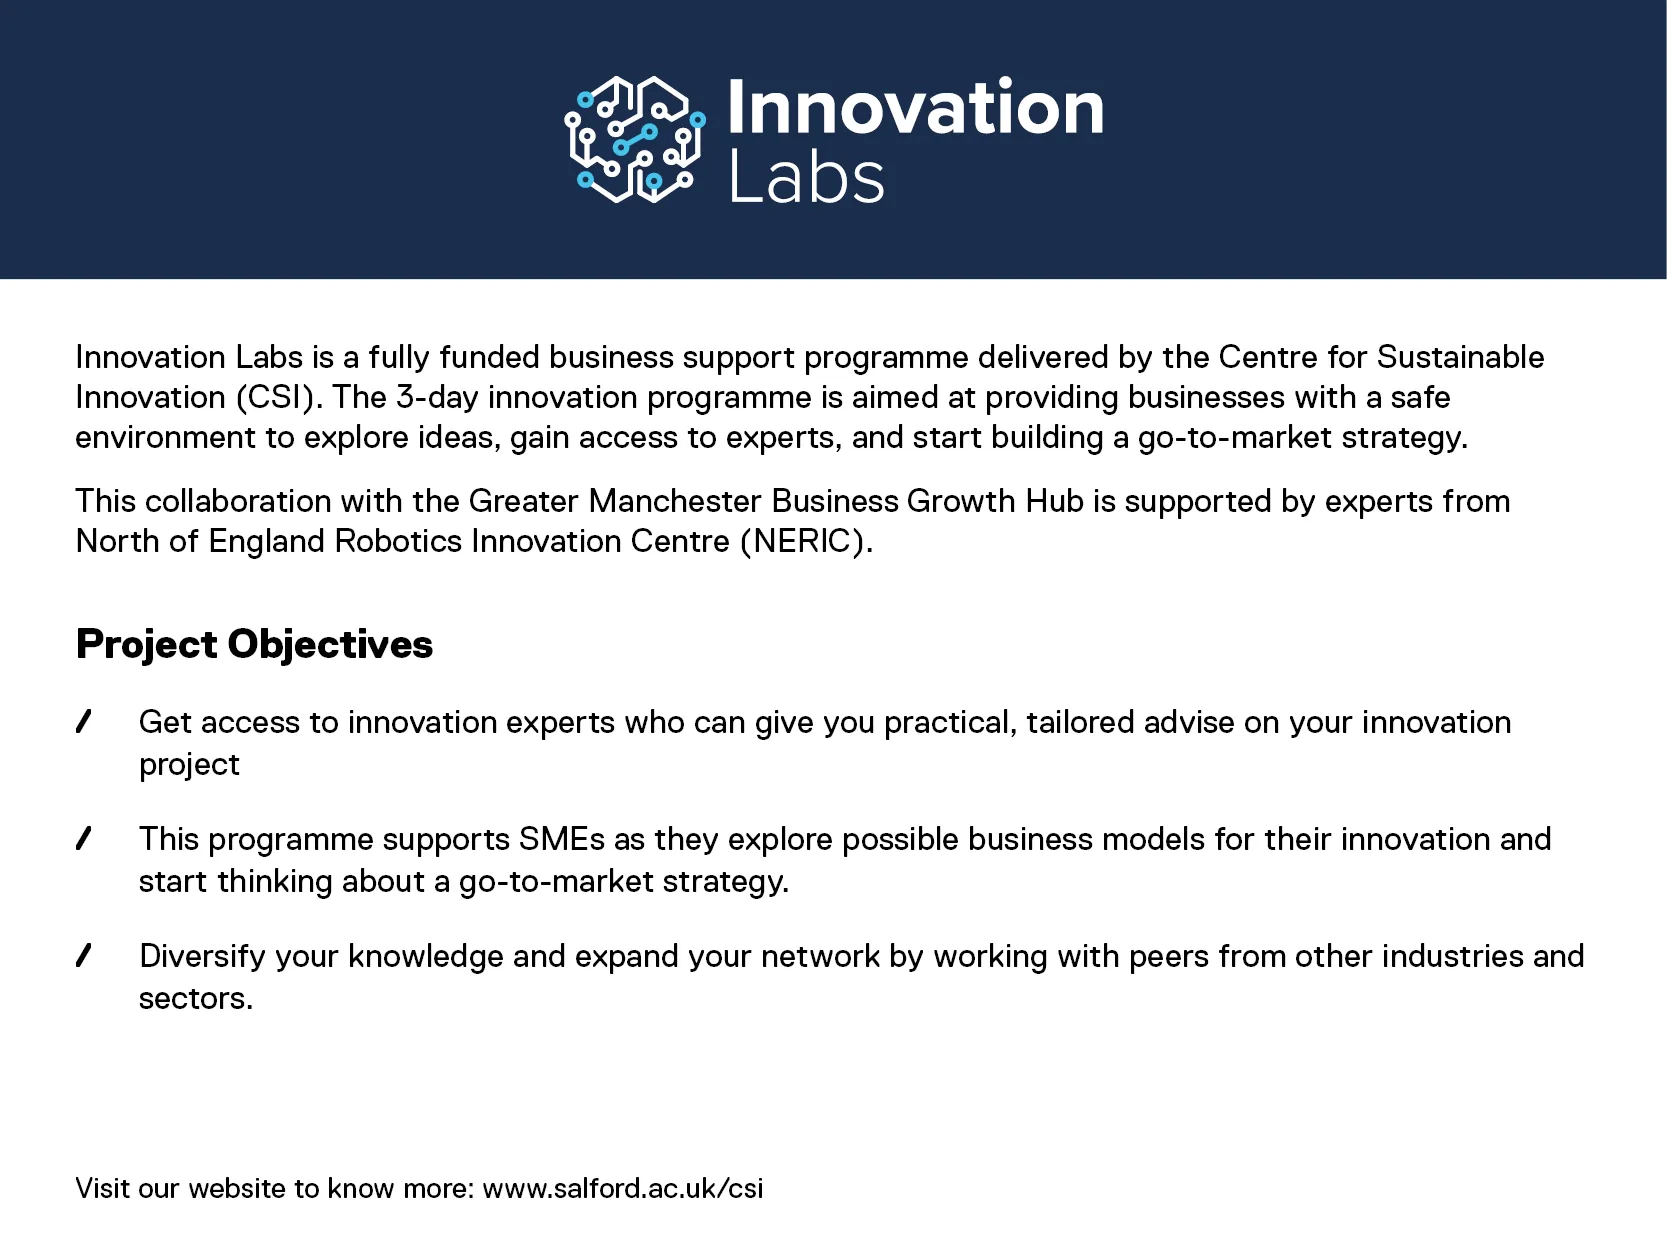 Innovation
Labs
Innovation Labs is a fully funded business support programme delivered by the Centre for Sustainable
Innovation (CSI). The 3-day innovation programme is aimed at providing businesses with a safe
environment to explore ideas, gain access to experts, and start building a go-to-market strategy.
This collaboration with the Greater Manchester Business Growth Hub is supported by experts from
North of England Robotics Innovation Centre (NERIC).
Project Objectives
Get access to innovation experts who can give you practical, tailored advise on your innovation
project
This programme supports SMEs as they explore possible business models for their innovation and
start thinking about a go-to-market strategy.
Diversify your knowledge and expand your network by working with peers from other industries and
sectors.
Visit our website to know more: www.salford.ac.uk/csi